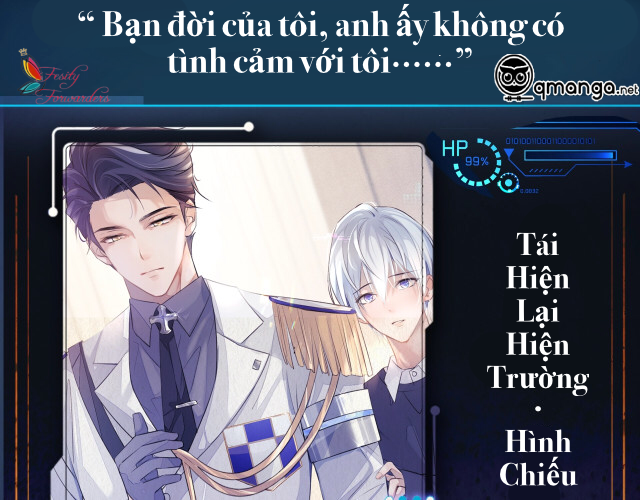 “ Bạn đời của tôi, anh ấy không có
tình cảm với tôi······”
Fesity
Forwarders
qmanga.net
HP
99%
Tái
Hiện
Lại
Hiện
Trường
·
Hình
Chiếu